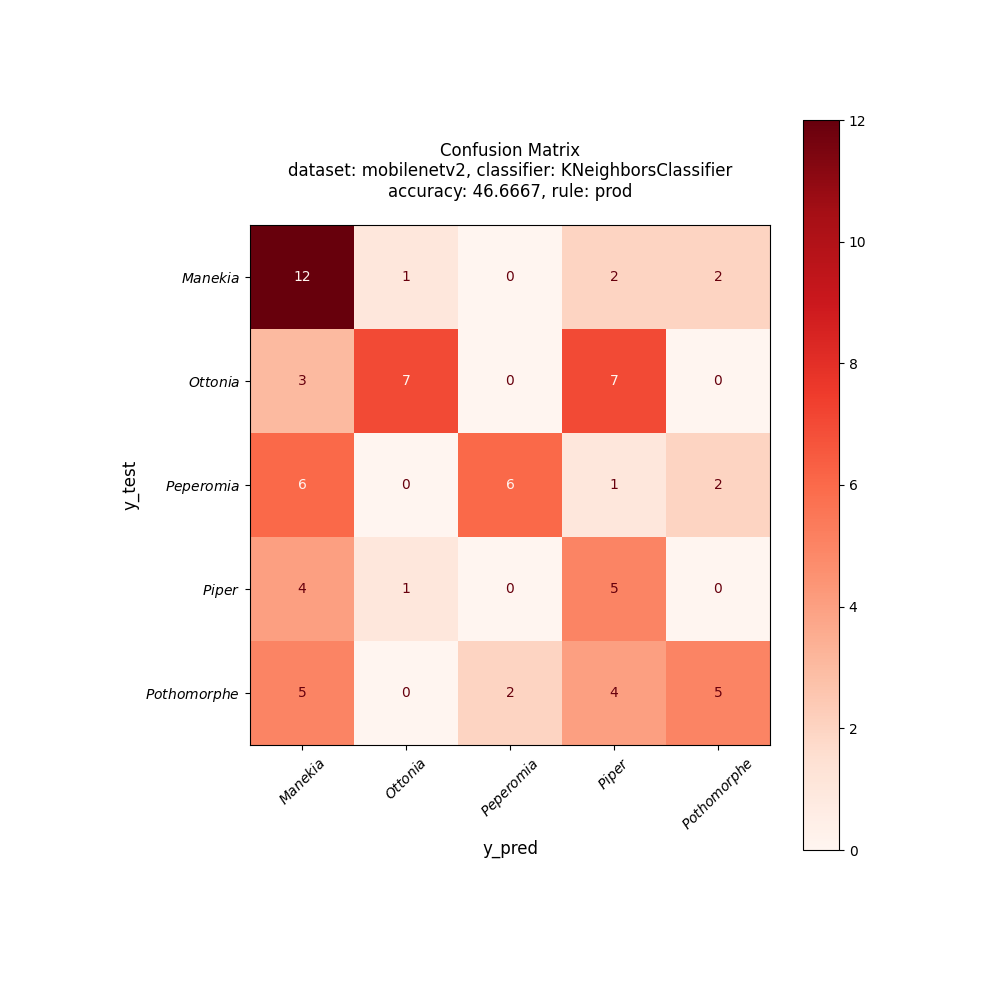 Confusion Matrix
dataset: mobilenetv2, classifier: KNeighborsClassifier
accuracy: 46.6667, rule: prod
Manekia 12 1 0 2 2
Ottonia 3 7 0 7 0
Peperomia 6 0 6 1 2
Piper 4 1 0 5 0
Pothomorphe 5 0 2 4 5
Manekia Ottonia Peperomia Piper Pothomorphe
y_pred
y_test
12
10
8
6
4
2
0